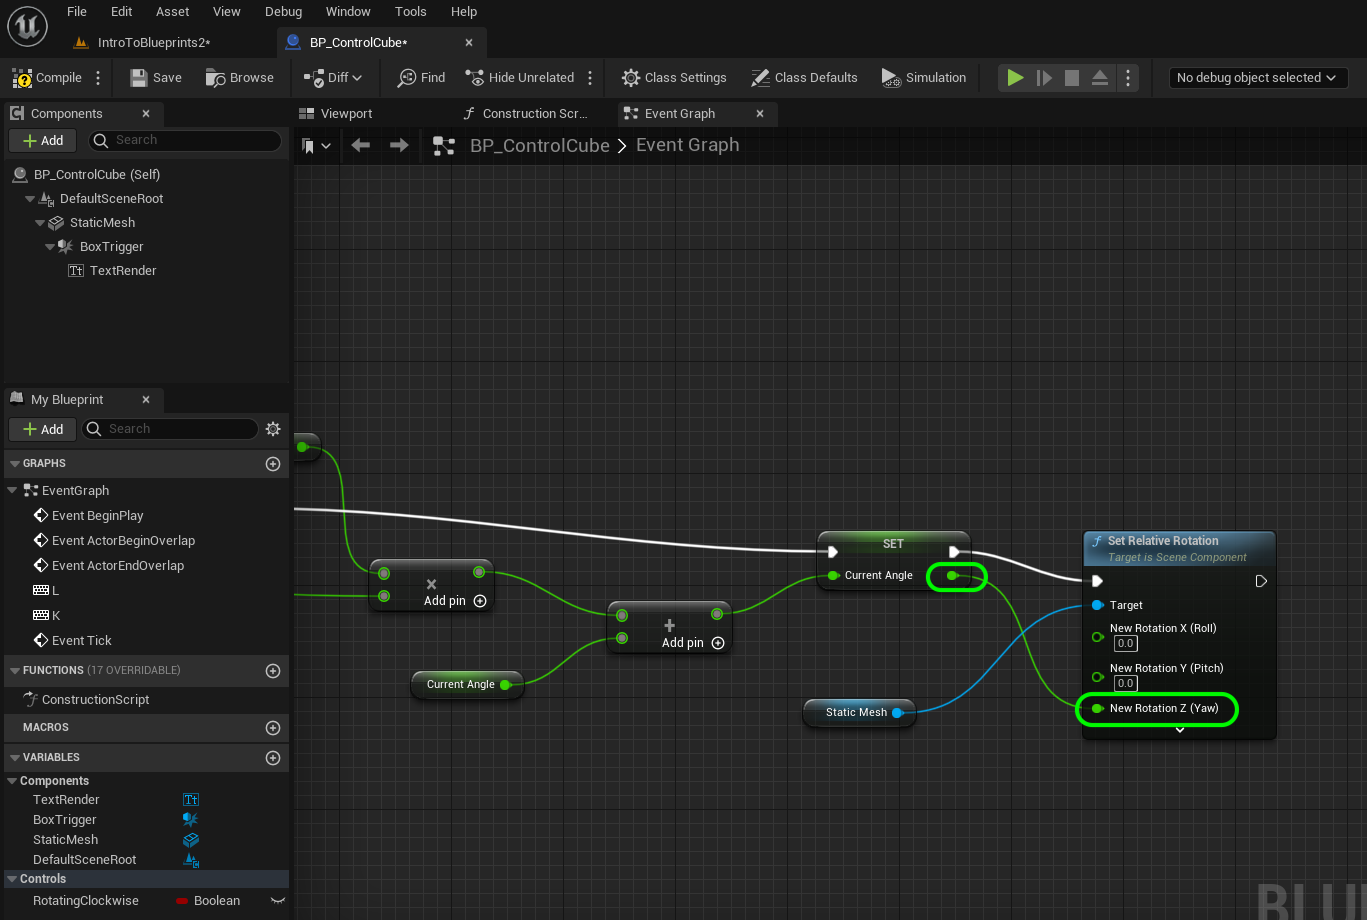 File Edit Asset View Debug Window Tools Help
IntroToBlueprints2*
BP_ControlCube*
Compile Save Browse Diff Find Hide Unrelated Class Settings Class Defaults Simulation No debug object selected
Components
Add Search
BP_ControlCube (Self)
DefaultSceneRoot
StaticMesh
BoxTrigger
TextRender
My Blueprint
Add Search
GRAPHS
EventGraph
Event BeginPlay
Event ActorBeginOverlap
Event ActorEndOverlap
L
K
Event Tick
FUNCTIONS (17 OVERRIDABLE)
ConstructionScript
MACROS
VARIABLES
Components
TextRender Tt
BoxTrigger
StaticMesh
DefaultSceneRoot
Controls
RotatingClockwise Boolean
Viewport Construction Scr... Event Graph
BP_ControlCube > Event Graph
Add pin
Current Angle
Add pin
SET
Current Angle
Static Mesh
Set Relative Rotation
Target is Scene Component
Target
New Rotation X (Roll)
0.0
New Rotation Y (Pitch)
0.0
New Rotation Z (Yaw)